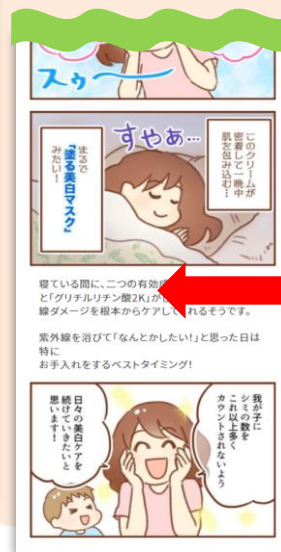 スゥ〜
このクリームが
密着して一晩中
肌を包み込む…
すやぁ…
まるで
「塗る美白マスク」
みたい！
寝ている間に、二つの有効
と「グリチルリチン酸2K」が
線ダメージを根本からケアして れるそうです。
紫外線を浴びて「なんとかしたい!」と思った日は
特に
お手入れをするベストタイミング!
我が子に
シミの数を
これ以上多く
カウントされないよう
日々の美白ケアを
続けていきたいと
思います！